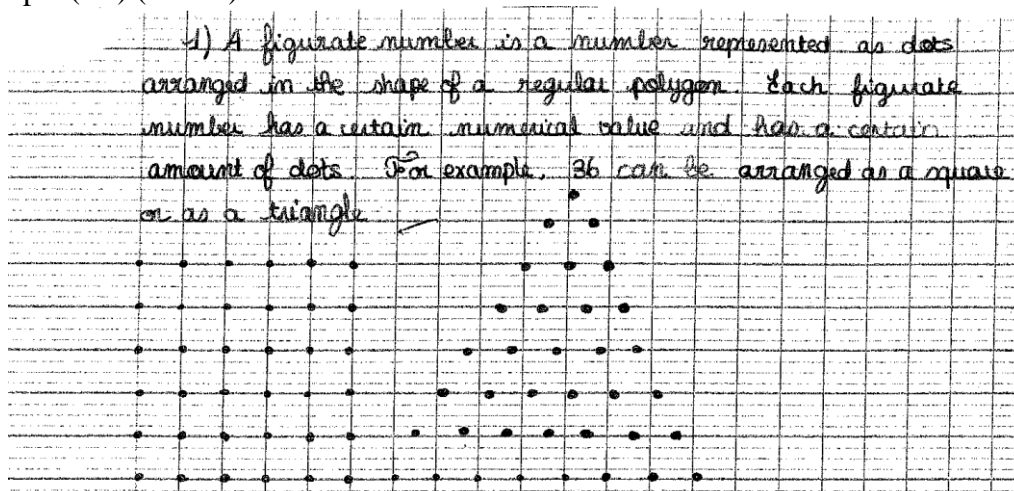 1) A figurate number is a number represented as dots
arranged in the shape of a regular polygon. Each figurate
number has a certain numerical value and has a certain
amount of dots. For example, 36 can be arranged as a square
or as a triangle